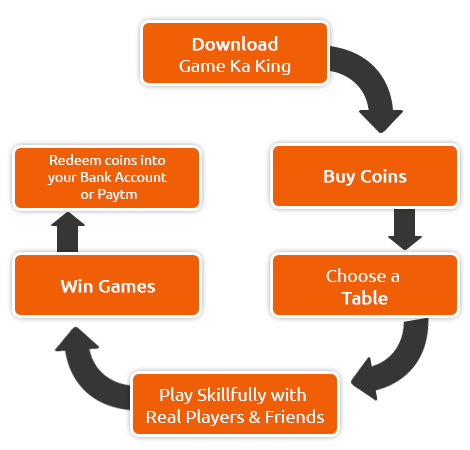 Download
Game Ka King
Buy Coins
Choose a
Table
Play Skillfully with
Real Players & Friends
Win Games
Redeem coins into
your Bank Account
or Paytm